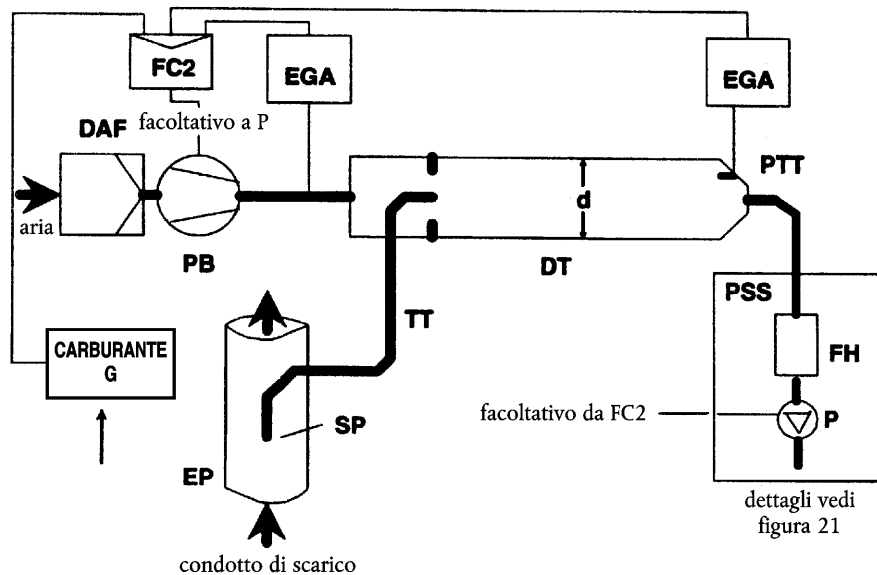 FC2
EGA
EGA
facoltativo a P
DAF
PTT
aria
d
PB
DT
PSS
TT
CARBURANTE
G
FH
SP
facoltativo da FC2
P
EP
dettagli vedi
figura 21
condotto di scarico